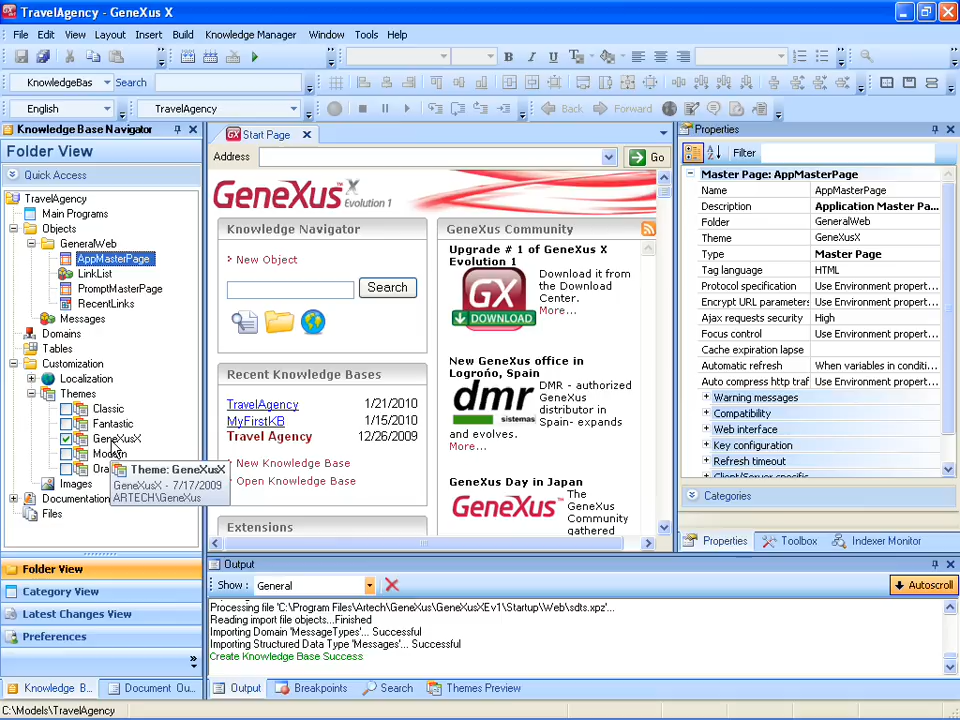 TravelAgency - GeneXus X
File Edit View Layout Insert Build Knowledge Manager Window Tools Help
KnowledgeBas Search
English TravelAgency Back Forward
Knowledge Base Navigator
Folder View
Quick Access
TravelAgency
Main Programs
Objects
GeneralWeb
AppMasterPage
LinkList
PromptMasterPage
RecentLinks
Messages
Domains
Tables
Customization
Localization
Themes
Classic
Fantastic
GeneXusX
Modern
Ora
Images
Documentation
Files
Theme: GeneXusX
GeneXusX - 7/17/2009
ARTECH\GeneXus
Folder View
Category View
Latest Changes View
Preferences
Knowledge B... Document Ou...
Start Page
Address Go
GeneXus X Evolution 1
Knowledge Navigator
New Object
Search
Recent Knowledge Bases
TravelAgency 1/21/2010
MyFirstKB 1/15/2010
Travel Agency 12/26/2009
New Knowledge Base
Open Knowledge Base
Extensions
GeneXus Community
Upgrade # 1 of GeneXus X
Evolution 1
GX
DOWNLOAD
Download it from
the Download
Center.
More...
New GeneXus office in
Logroño, Spain
dmr
sistemas
DMR - authorized
GeneXus
distributor in
Spain-
expands and...
More...
GeneXus Day in Japan
GeneXus
The
GeneXus
Community
gathered
Output
Show : General Autoscroll
Processing file 'C:\Program Files\Artech\GeneXus\GeneXusXEv1\Startup\Web\sdts.xpz'...
Reading import file objects...Finished
Importing Domain 'MessageTypes'... Successful
Importing Structured Data Type 'Messages'... Successful
Create Knowledge Base Success
Output Breakpoints Search Themes Preview
Properties
Filter
Master Page: AppMasterPage
Name AppMasterPage
Description Application Master Pa...
Folder GeneralWeb
Theme GeneXusX
Type Master Page
Tag language HTML
Protocol specification Use Environment propert...
Encrypt URL parameters Use Environment propert...
Ajax requests security High
Focus control Use Environment propert...
Cache expiration lapse
Automatic refresh When variables in condit...
Auto compress http traf Use Environment propert...
Warning messages
Compatibility
Web interface
Key configuration
Refresh timeout
Categories
Properties Toolbox Indexer Monitor
C:\Models\TravelAgency